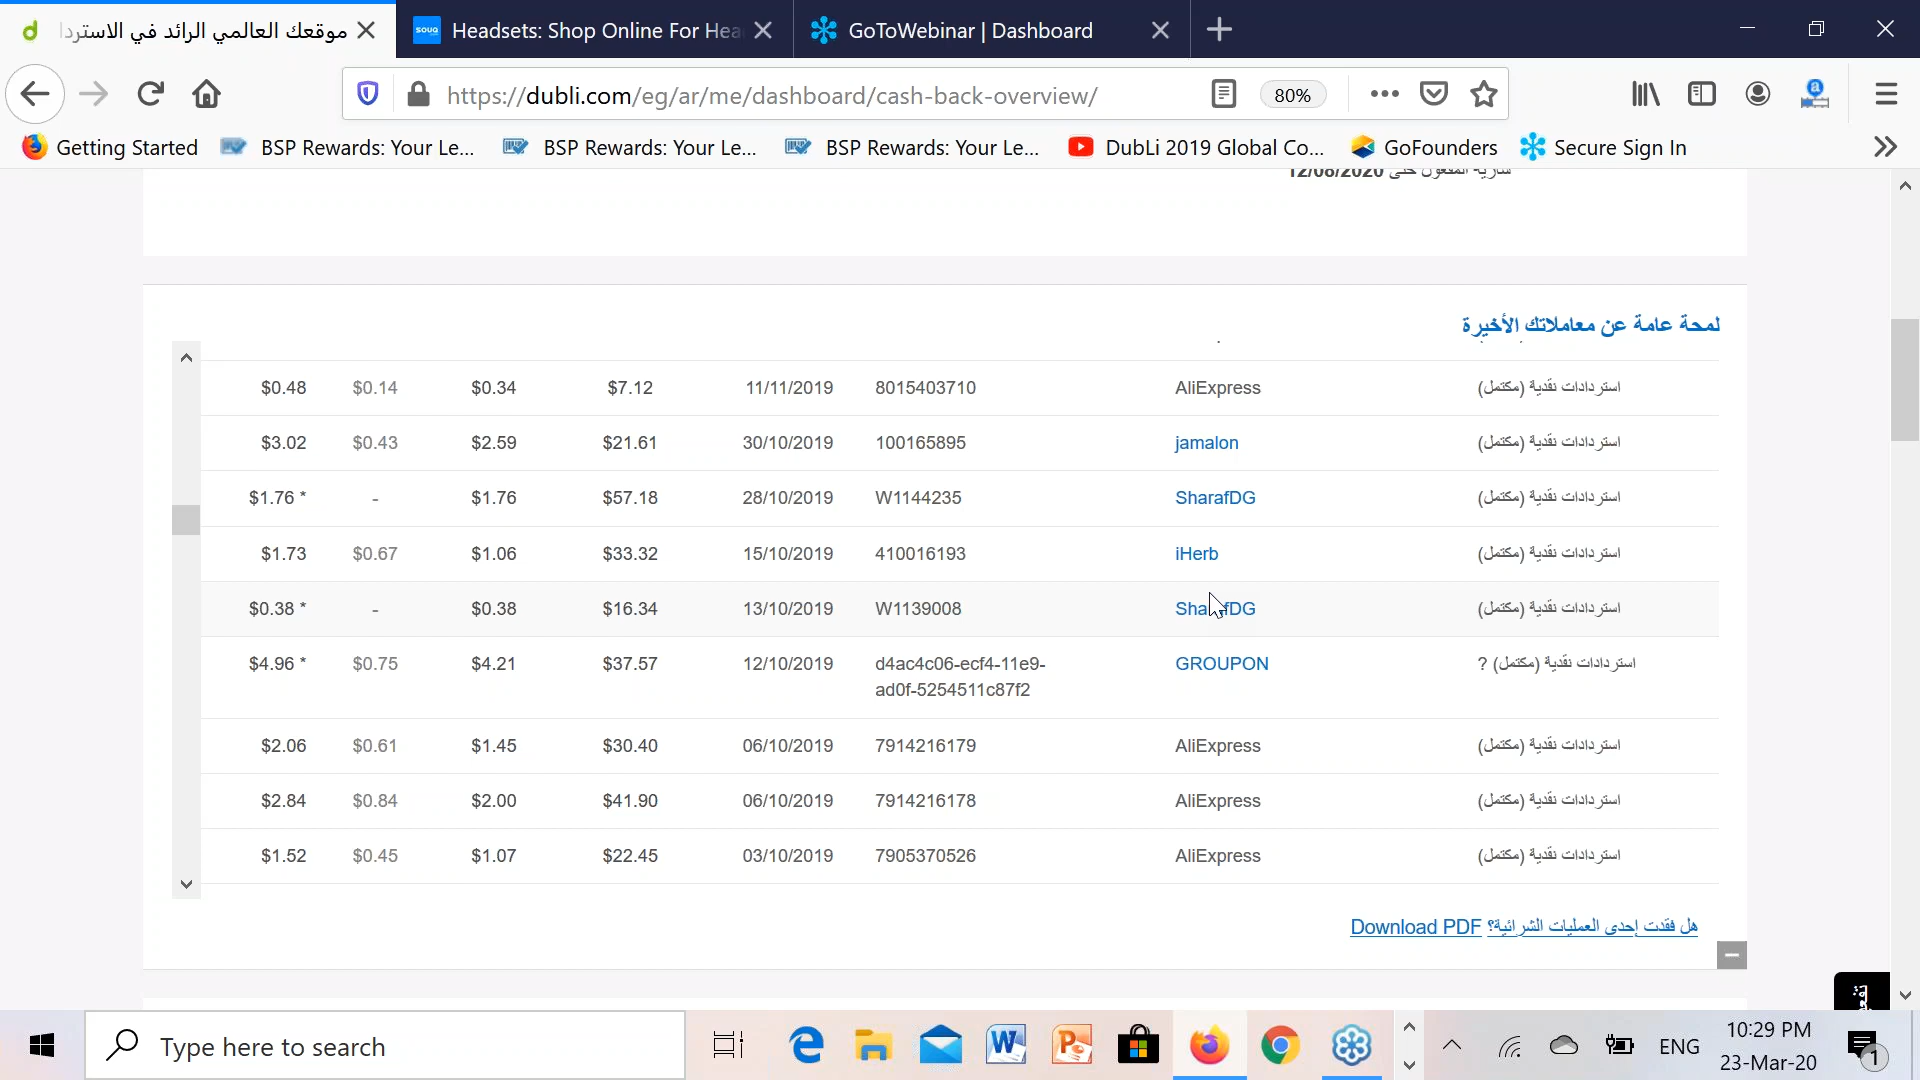 موقعك العالمي الرائد في الاسترد
souq Headsets: Shop Online For Hea
GoToWebinar | Dashboard
https://dubli.com/eg/ar/me/dashboard/cash-back-overview/
80%
Getting Started
BSP Rewards: Your Le...
BSP Rewards: Your Le...
BSP Rewards: Your Le...
DubLi 2019 Global Co...
GoFounders
Secure Sign In
سارية المفعول حتى 12/08/2020
لمحة عامة عن معاملاتك الأخيرة
$0.48 $0.14 $0.34 $7.12 11/11/2019 8015403710 AliExpress استردادات نقدية (مكتمل)
$3.02 $0.43 $2.59 $21.61 30/10/2019 100165895 jamalon استردادات نقدية (مكتمل)
$1.76 * - $1.76 $57.18 28/10/2019 W1144235 SharafDG استردادات نقدية (مكتمل)
$1.73 $0.67 $1.06 $33.32 15/10/2019 410016193 iHerb استردادات نقدية (مكتمل)
$0.38 * - $0.38 $16.34 13/10/2019 W1139008 SharafDG استردادات نقدية (مكتمل)
$4.96 * $0.75 $4.21 $37.57 12/10/2019 d4ac4c06-ecf4-11e9- GROUPON استردادات نقدية (مكتمل) ?
ad0f-5254511c87f2
$2.06 $0.61 $1.45 $30.40 06/10/2019 7914216179 AliExpress استردادات نقدية (مكتمل)
$2.84 $0.84 $2.00 $41.90 06/10/2019 7914216178 AliExpress استردادات نقدية (مكتمل)
$1.52 $0.45 $1.07 $22.45 03/10/2019 7905370526 AliExpress استردادات نقدية (مكتمل)
هل فقدت إحدى العمليات الشرائية؟ Download PDF
Type here to search
ENG
10:29 PM
23-Mar-20
1